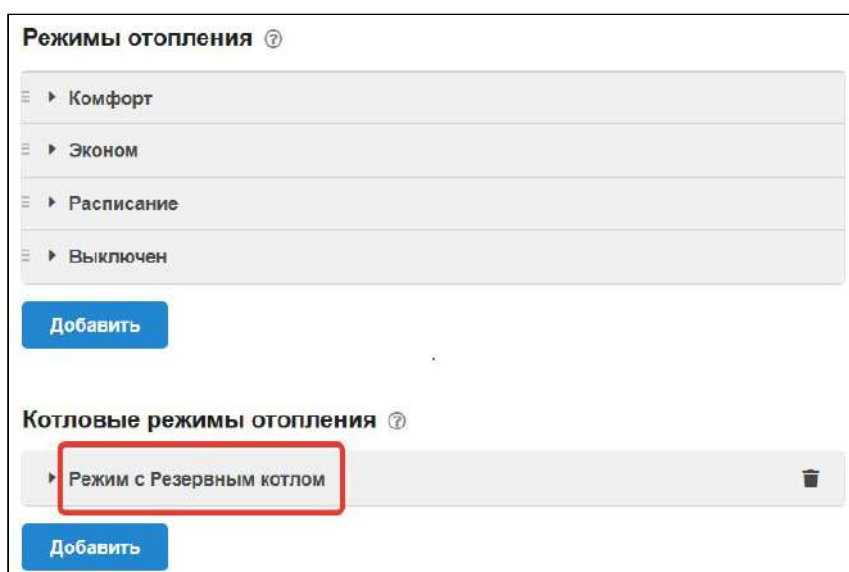 Режимы отопления ?
Комфорт
Эконом
Расписание
Выключен
Добавить
Котловые режимы отопления ?
Режим с Резервным котлом
Добавить